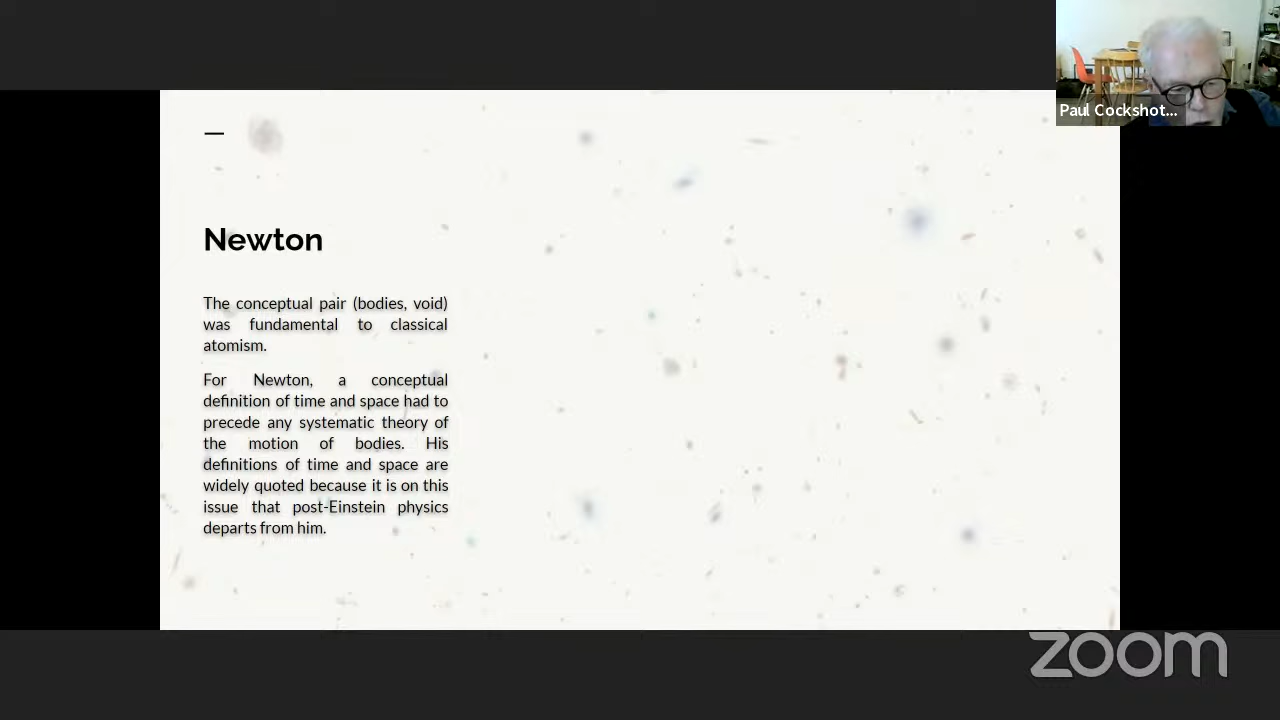 Paul Cockshot...
Newton
The conceptual pair (bodies, void)
was fundamental to classical
atomism.
For Newton, a conceptual
definition of time and space had to
precede any systematic theory of
the motion of bodies. His
definitions of time and space are
widely quoted because it is on this
issue that post-Einstein physics
departs from him.
zoom